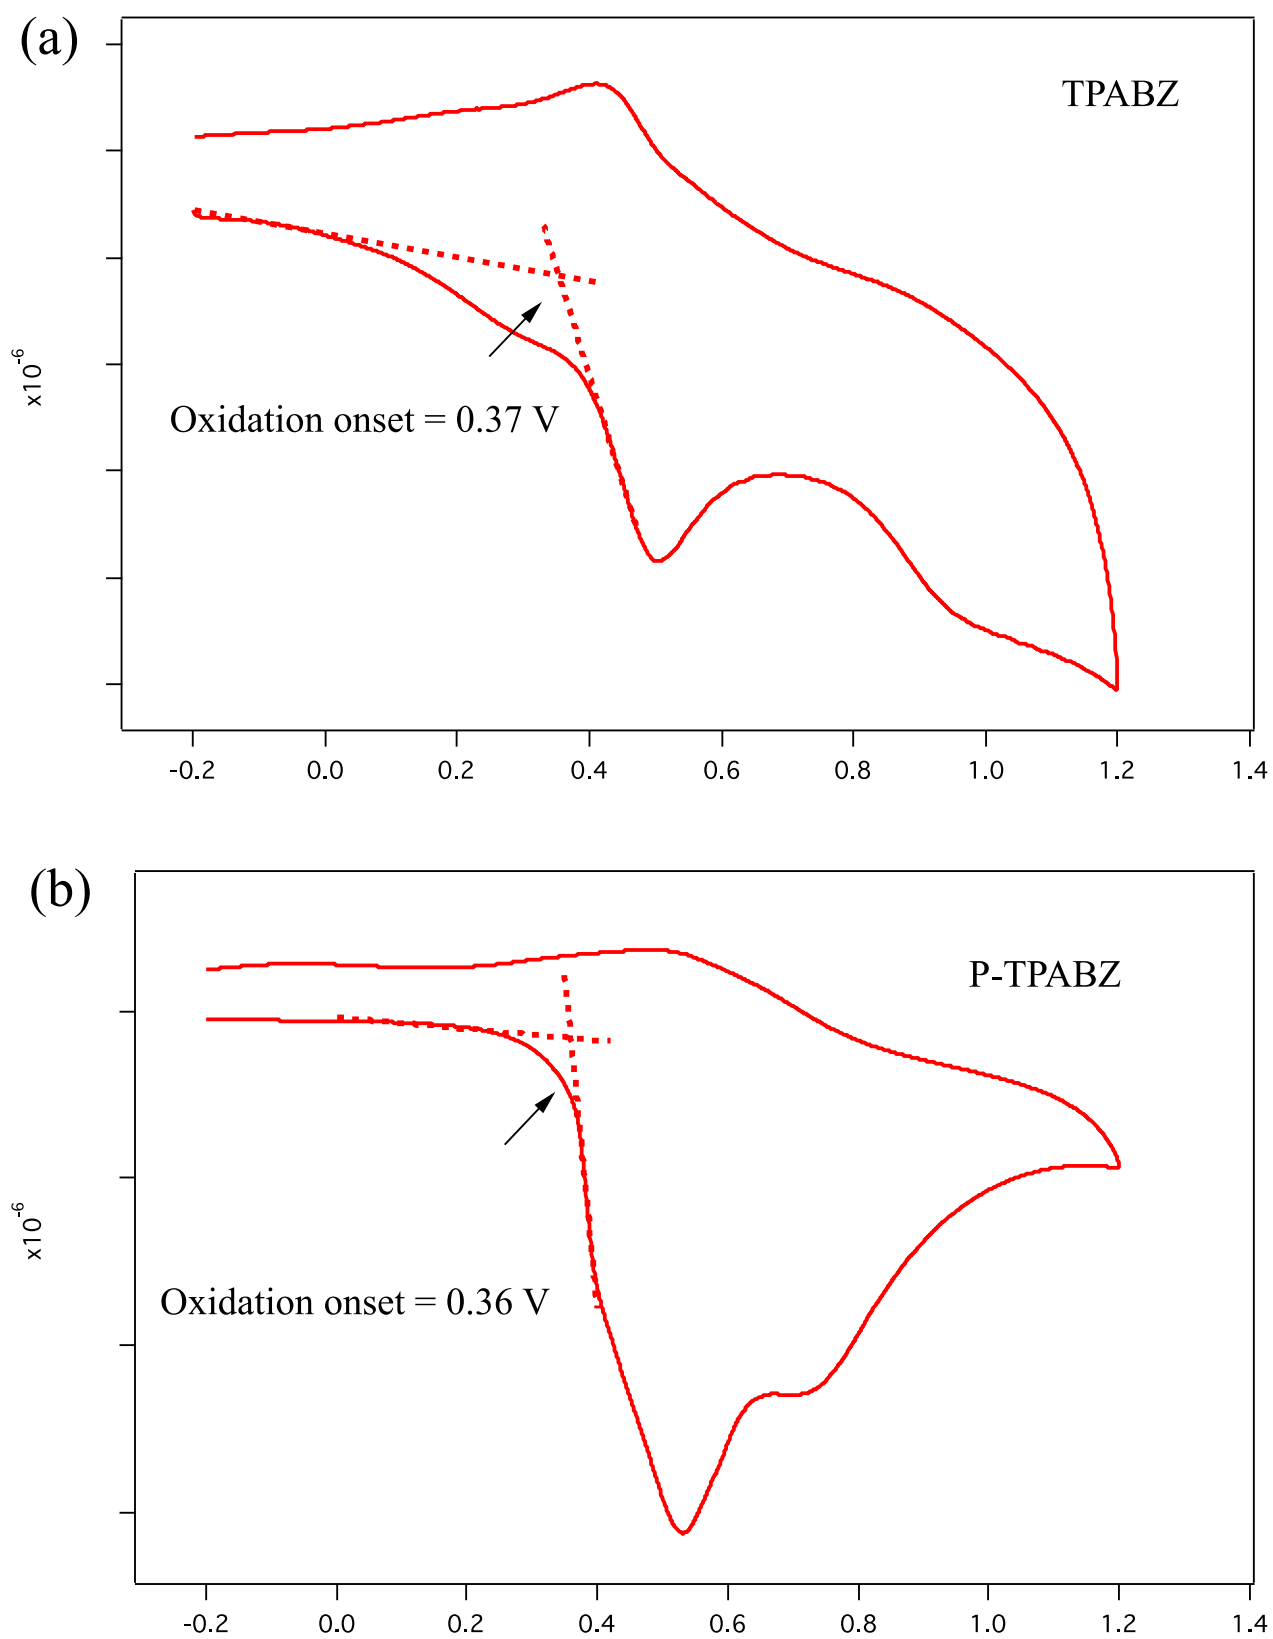 (a)
TPABZ
x10⁻⁶
Oxidation onset = 0.37 V
-0.2 0.0 0.2 0.4 0.6 0.8 1.0 1.2 1.4
(b)
P-TPABZ
x10⁻⁶
Oxidation onset = 0.36 V
-0.2 0.0 0.2 0.4 0.6 0.8 1.0 1.2 1.4